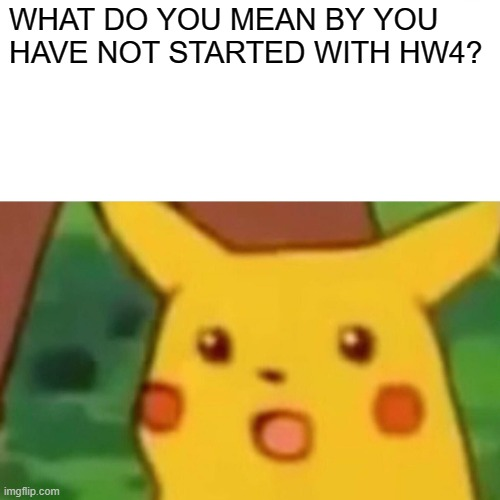 WHAT DO YOU MEAN BY YOU
HAVE NOT STARTED WITH HW4?
imgflip.com